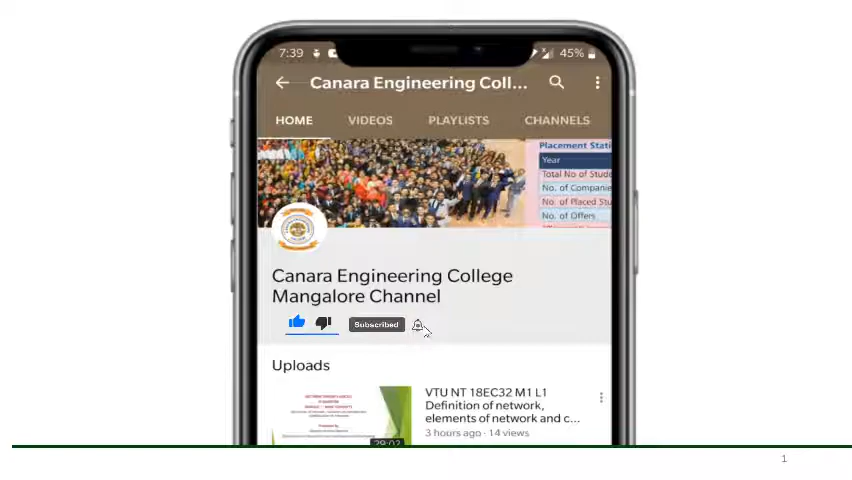 7:39
45%
Canara Engineering Coll...
HOME VIDEOS PLAYLISTS CHANNELS
Placement Stati
Year
Total No of Stude
No. of Companie
No. of Placed Stu
No. of Offers
Canara Engineering College
Mangalore Channel
Subscribed
Uploads
VTU NT 18EC32 M1 L1
Definition of network,
elements of network and c...
3 hours ago · 14 views
29:02
1